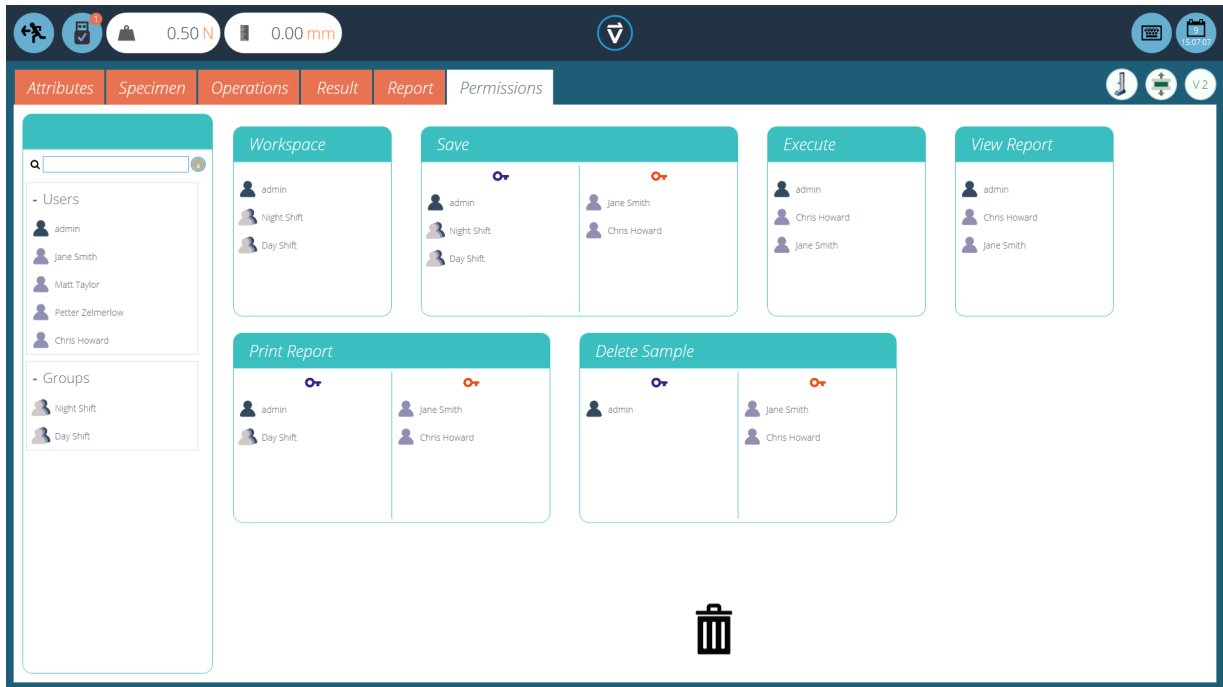 1
0.50 N
0.00 mm
v
9
15:07:07
Attributes
Specimen
Operations
Result
Report
Permissions
V 2
- Users
admin
Jane Smith
Matt Taylor
Petter Zelmerlow
Chris Howard
- Groups
Night Shift
Day Shift
Workspace
admin
Night Shift
Day Shift
Save
admin
Night Shift
Day Shift
Jane Smith
Chris Howard
Execute
admin
Chris Howard
Jane Smith
View Report
admin
Chris Howard
Jane Smith
Print Report
admin
Day Shift
Jane Smith
Chris Howard
Delete Sample
admin
Jane Smith
Chris Howard